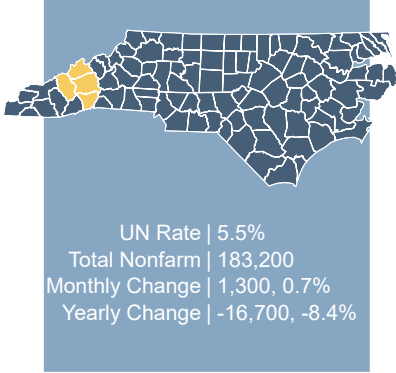 UN Rate | 5.5%
Total Nonfarm | 183,200
Monthly Change | 1,300, 0.7%
Yearly Change | -16,700, -8.4%